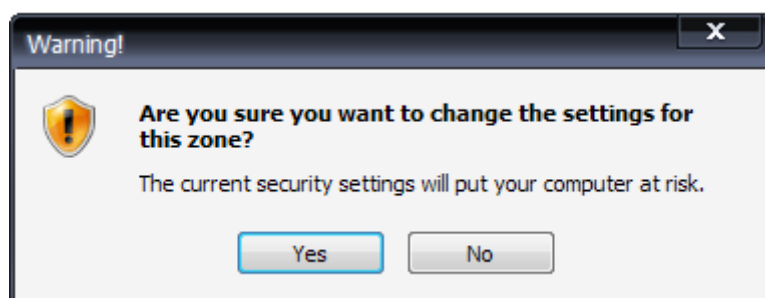 Warning!
X
Are you sure you want to change the settings for
this zone?
The current security settings will put your computer at risk.
Yes No